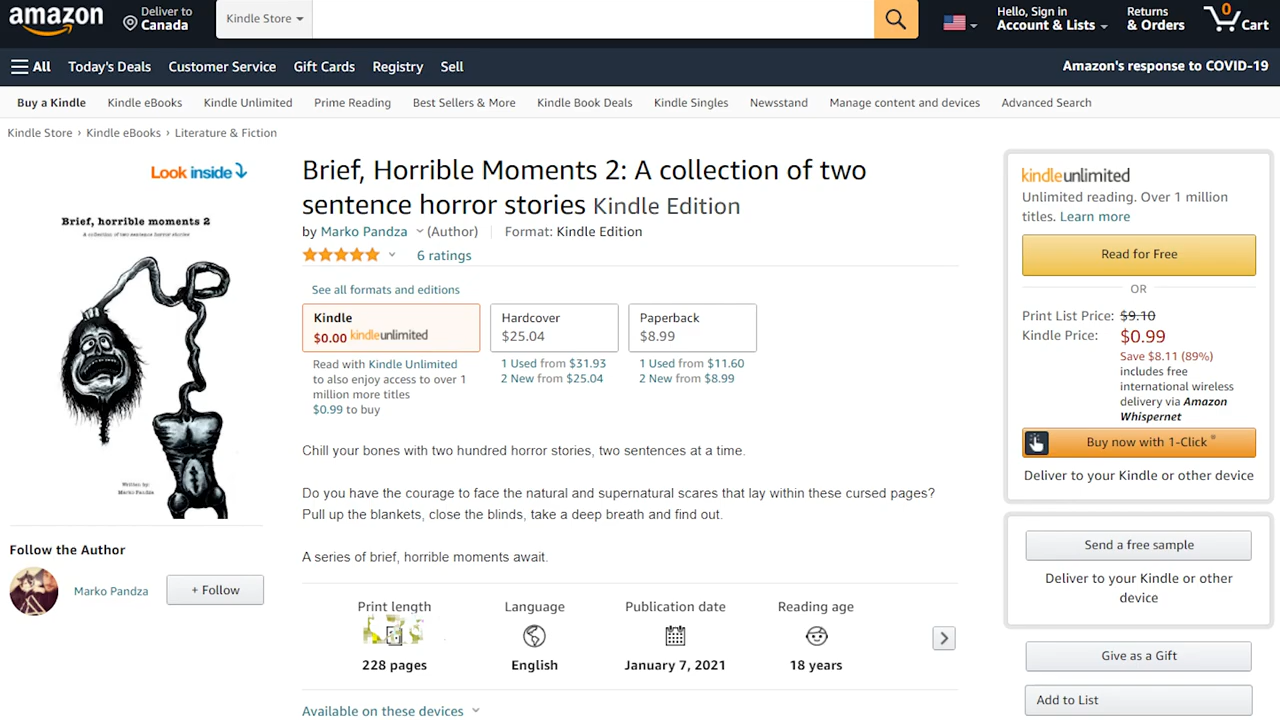 amazon
Deliver to
Canada
Kindle Store
Hello, Sign in
Account & Lists
Returns
& Orders
0
Cart
All
Today's Deals
Customer Service
Gift Cards
Registry
Sell
Amazon's response to COVID-19
Buy a Kindle
Kindle eBooks
Kindle Unlimited
Prime Reading
Best Sellers & More
Kindle Book Deals
Kindle Singles
Newsstand
Manage content and devices
Advanced Search
Kindle Store › Kindle eBooks › Literature & Fiction
Look inside
Brief, horrible moments 2
A collection of two sentence horror stories
Written by:
Marko Pandza
Follow the Author
Marko Pandza
+ Follow
Brief, Horrible Moments 2: A collection of two
sentence horror stories Kindle Edition
by Marko Pandza (Author) | Format: Kindle Edition
6 ratings
See all formats and editions
Kindle
$0.00 kindleunlimited
Read with Kindle Unlimited
to also enjoy access to over 1
million more titles
$0.99 to buy
Hardcover
$25.04
1 Used from $31.93
2 New from $25.04
Paperback
$8.99
1 Used from $11.60
2 New from $8.99
Chill your bones with two hundred horror stories, two sentences at a time.
Do you have the courage to face the natural and supernatural scares that lay within these cursed pages?
Pull up the blankets, close the blinds, take a deep breath and find out.
A series of brief, horrible moments await.
Print length
228 pages
Language
English
Publication date
January 7, 2021
Reading age
18 years
Available on these devices
kindleunlimited
Unlimited reading. Over 1 million
titles. Learn more
Read for Free
OR
Print List Price: $9.10
Kindle Price: $0.99
Save $8.11 (89%)
includes free
international wireless
delivery via Amazon
Whispernet
Buy now with 1-Click ®
Deliver to your Kindle or other device
Send a free sample
Deliver to your Kindle or other
device
Give as a Gift
Add to List